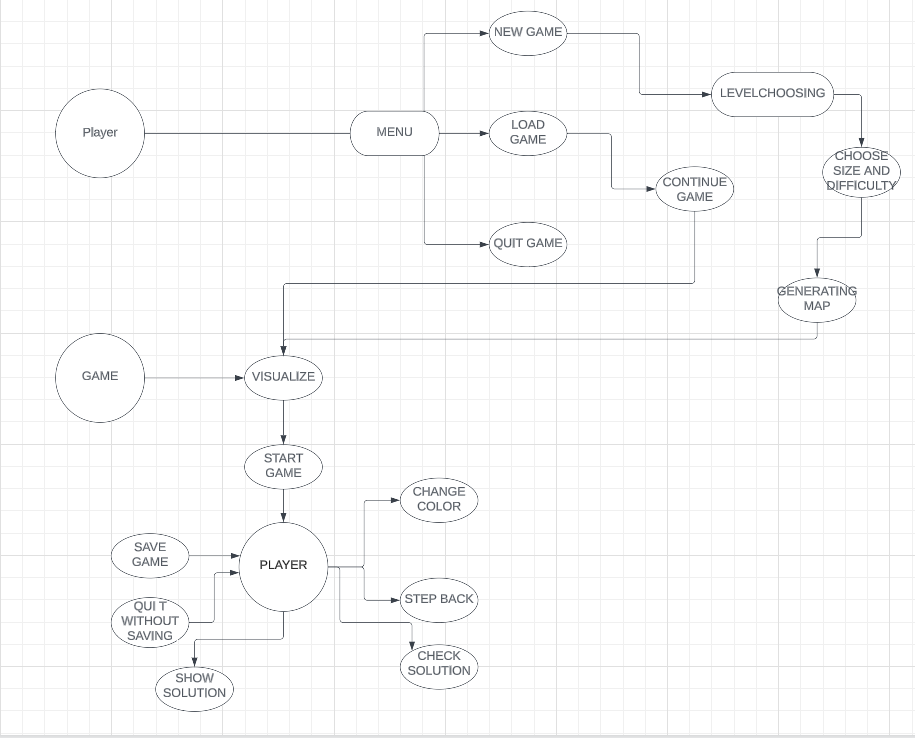 NEW GAME
LEVELCHOOSING
Player
MENU
LOAD
GAME
CHOOSE
SIZE AND
DIFFICULTY
CONTINUE
GAME
QUIT GAME
GENERATING
MAP
GAME
VISUALIZE
START
GAME
CHANGE
COLOR
SAVE
GAME
PLAYER
STEP BACK
QUI T
WITHOUT
SAVING
CHECK
SOLUTION
SHOW
SOLUTION